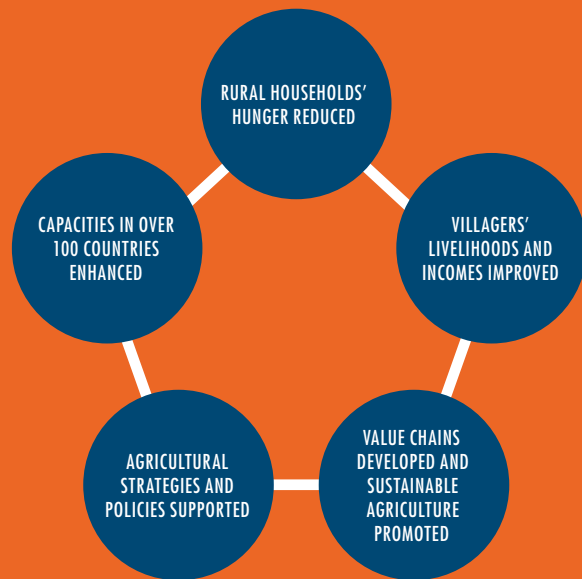 RURAL HOUSEHOLDS'
HUNGER REDUCED
VILLAGERS'
LIVELIHOODS AND
INCOMES IMPROVED
VALUE CHAINS
DEVELOPED AND
SUSTAINABLE
AGRICULTURE
PROMOTED
AGRICULTURAL
STRATEGIES AND
POLICIES SUPPORTED
CAPACITIES IN OVER
100 COUNTRIES
ENHANCED